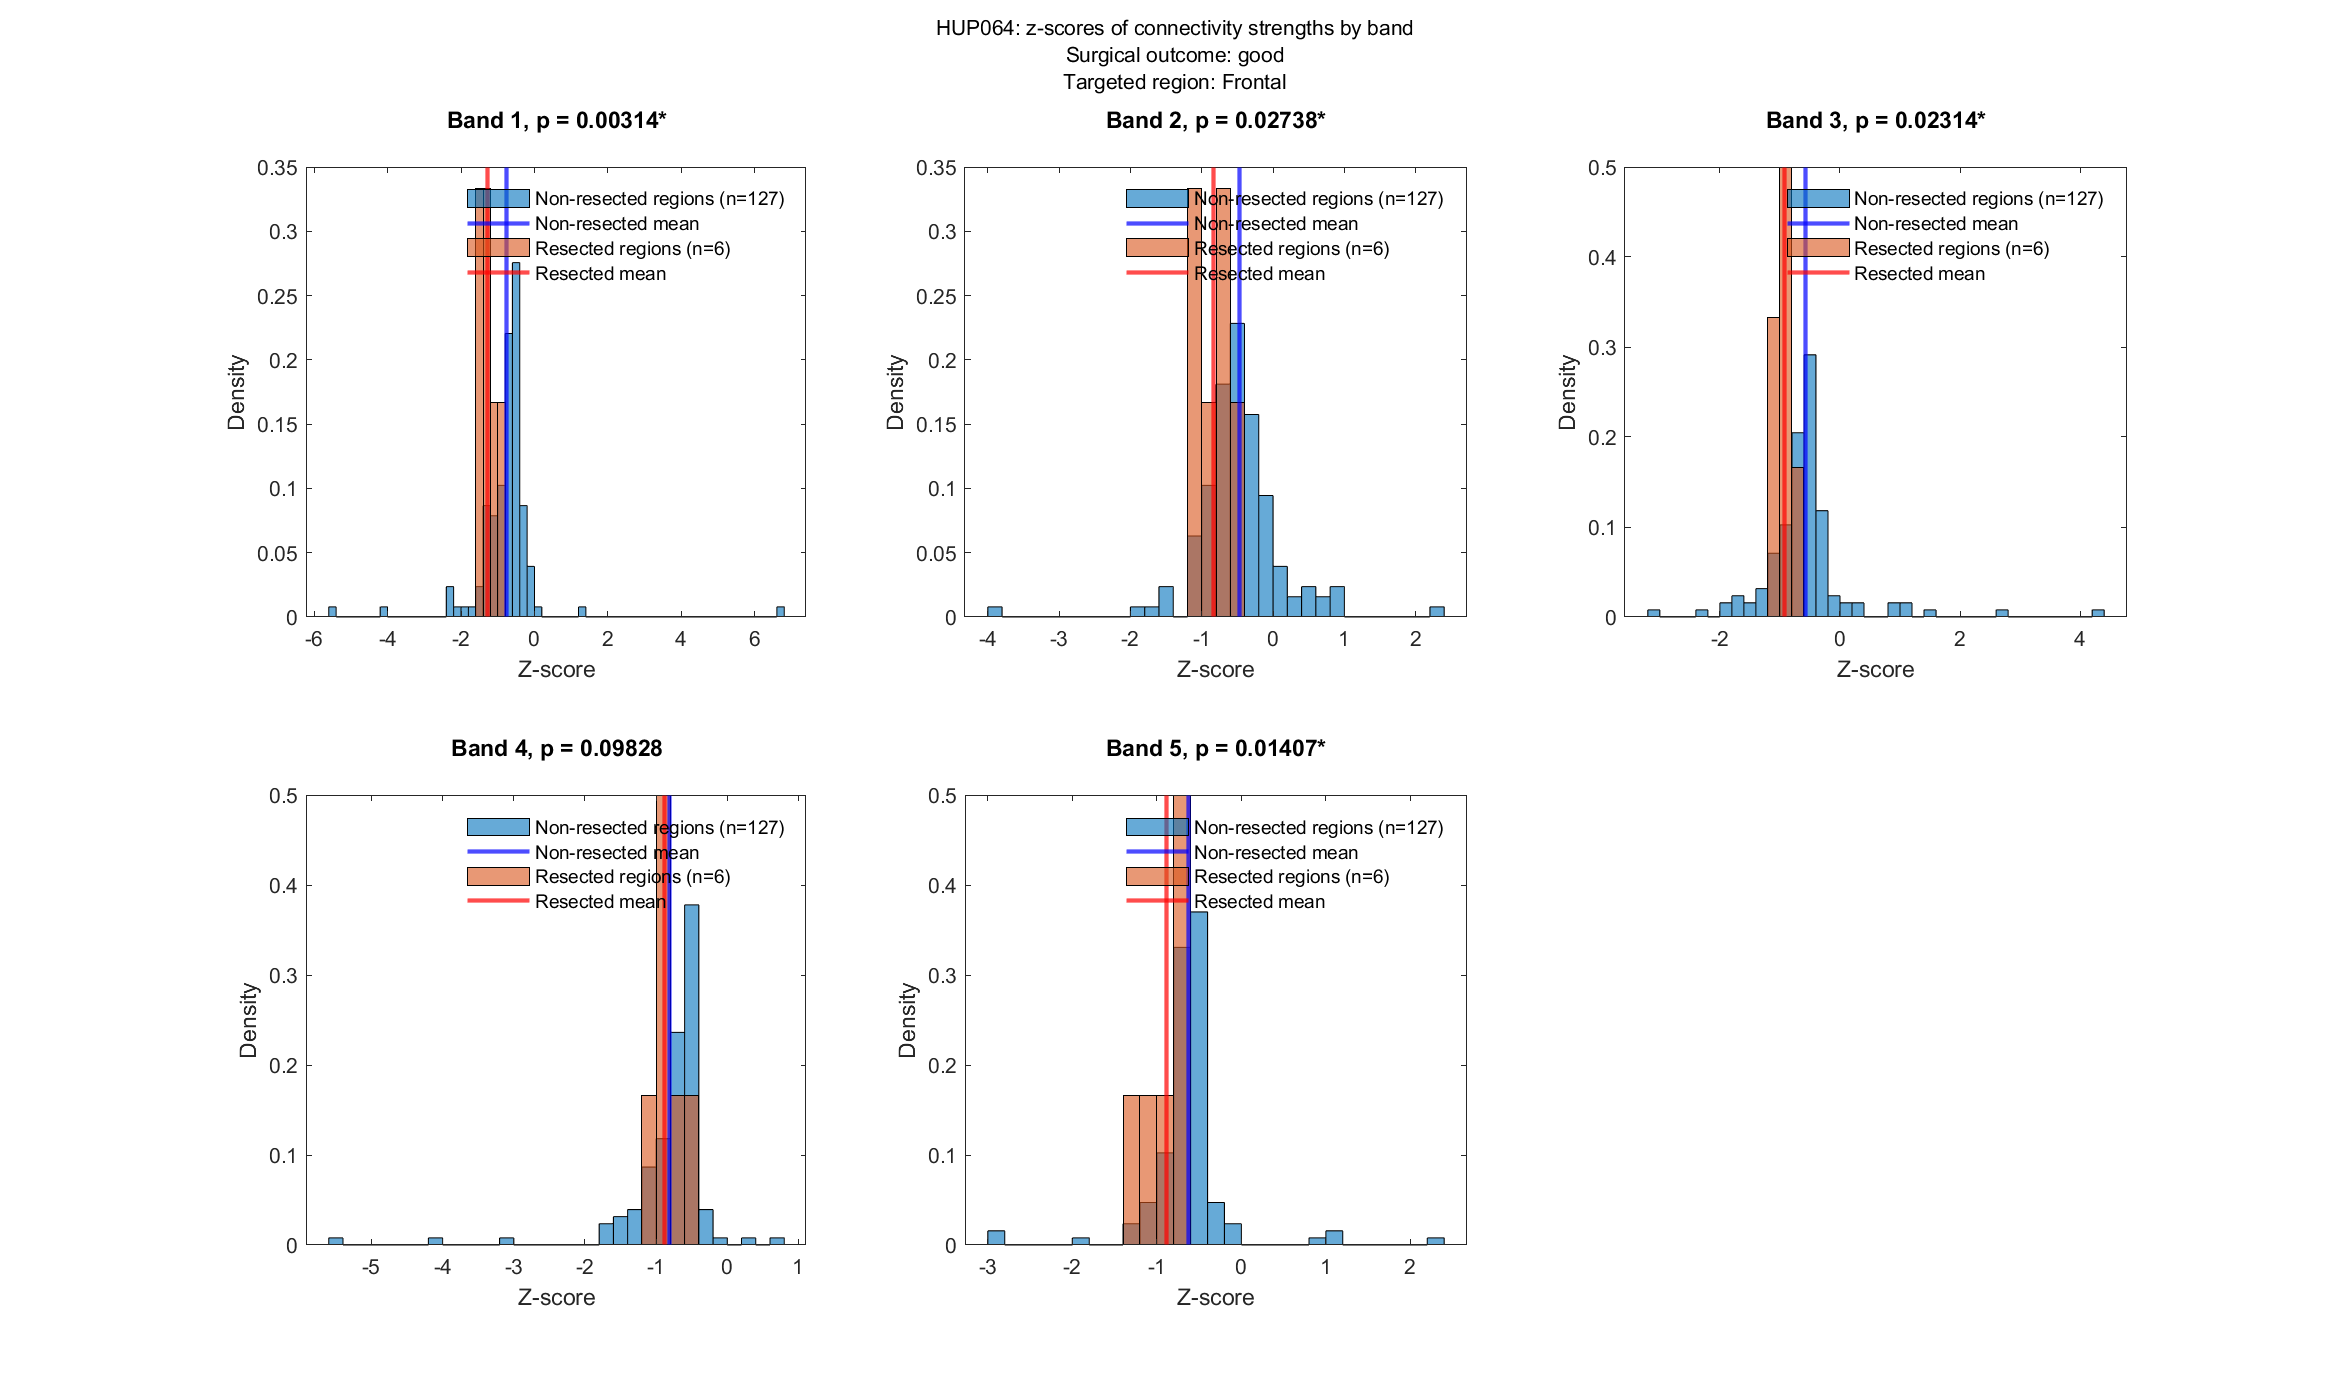 HUP064: z-scores of connectivity strengths by band
Surgical outcome: good
Targeted region: Frontal
Band 1, p = 0.00314*
0.35
0.3
0.25
0.2
0.15
0.1
0.05
0
Density
-6 -4 -2 0 2 4 6
Z-score
Non-resected regions (n=127)
Non-resected mean
Resected regions (n=6)
Resected mean
Band 2, p = 0.02738*
0.35
0.3
0.25
0.2
0.15
0.1
0.05
0
Density
-4 -3 -2 -1 0 1 2
Z-score
Non-resected regions (n=127)
Non-resected mean
Resected regions (n=6)
Resected mean
Band 3, p = 0.02314*
0.5
0.4
0.3
0.2
0.1
0
Density
-2 0 2 4
Z-score
Non-resected regions (n=127)
Non-resected mean
Resected regions (n=6)
Resected mean
Band 4, p = 0.09828
0.5
0.4
0.3
0.2
0.1
0
Density
-5 -4 -3 -2 -1 0 1
Z-score
Non-resected regions (n=127)
Non-resected mean
Resected regions (n=6)
Resected mean
Band 5, p = 0.01407*
0.5
0.4
0.3
0.2
0.1
0
Density
-3 -2 -1 0 1 2
Z-score
Non-resected regions (n=127)
Non-resected mean
Resected regions (n=6)
Resected mean